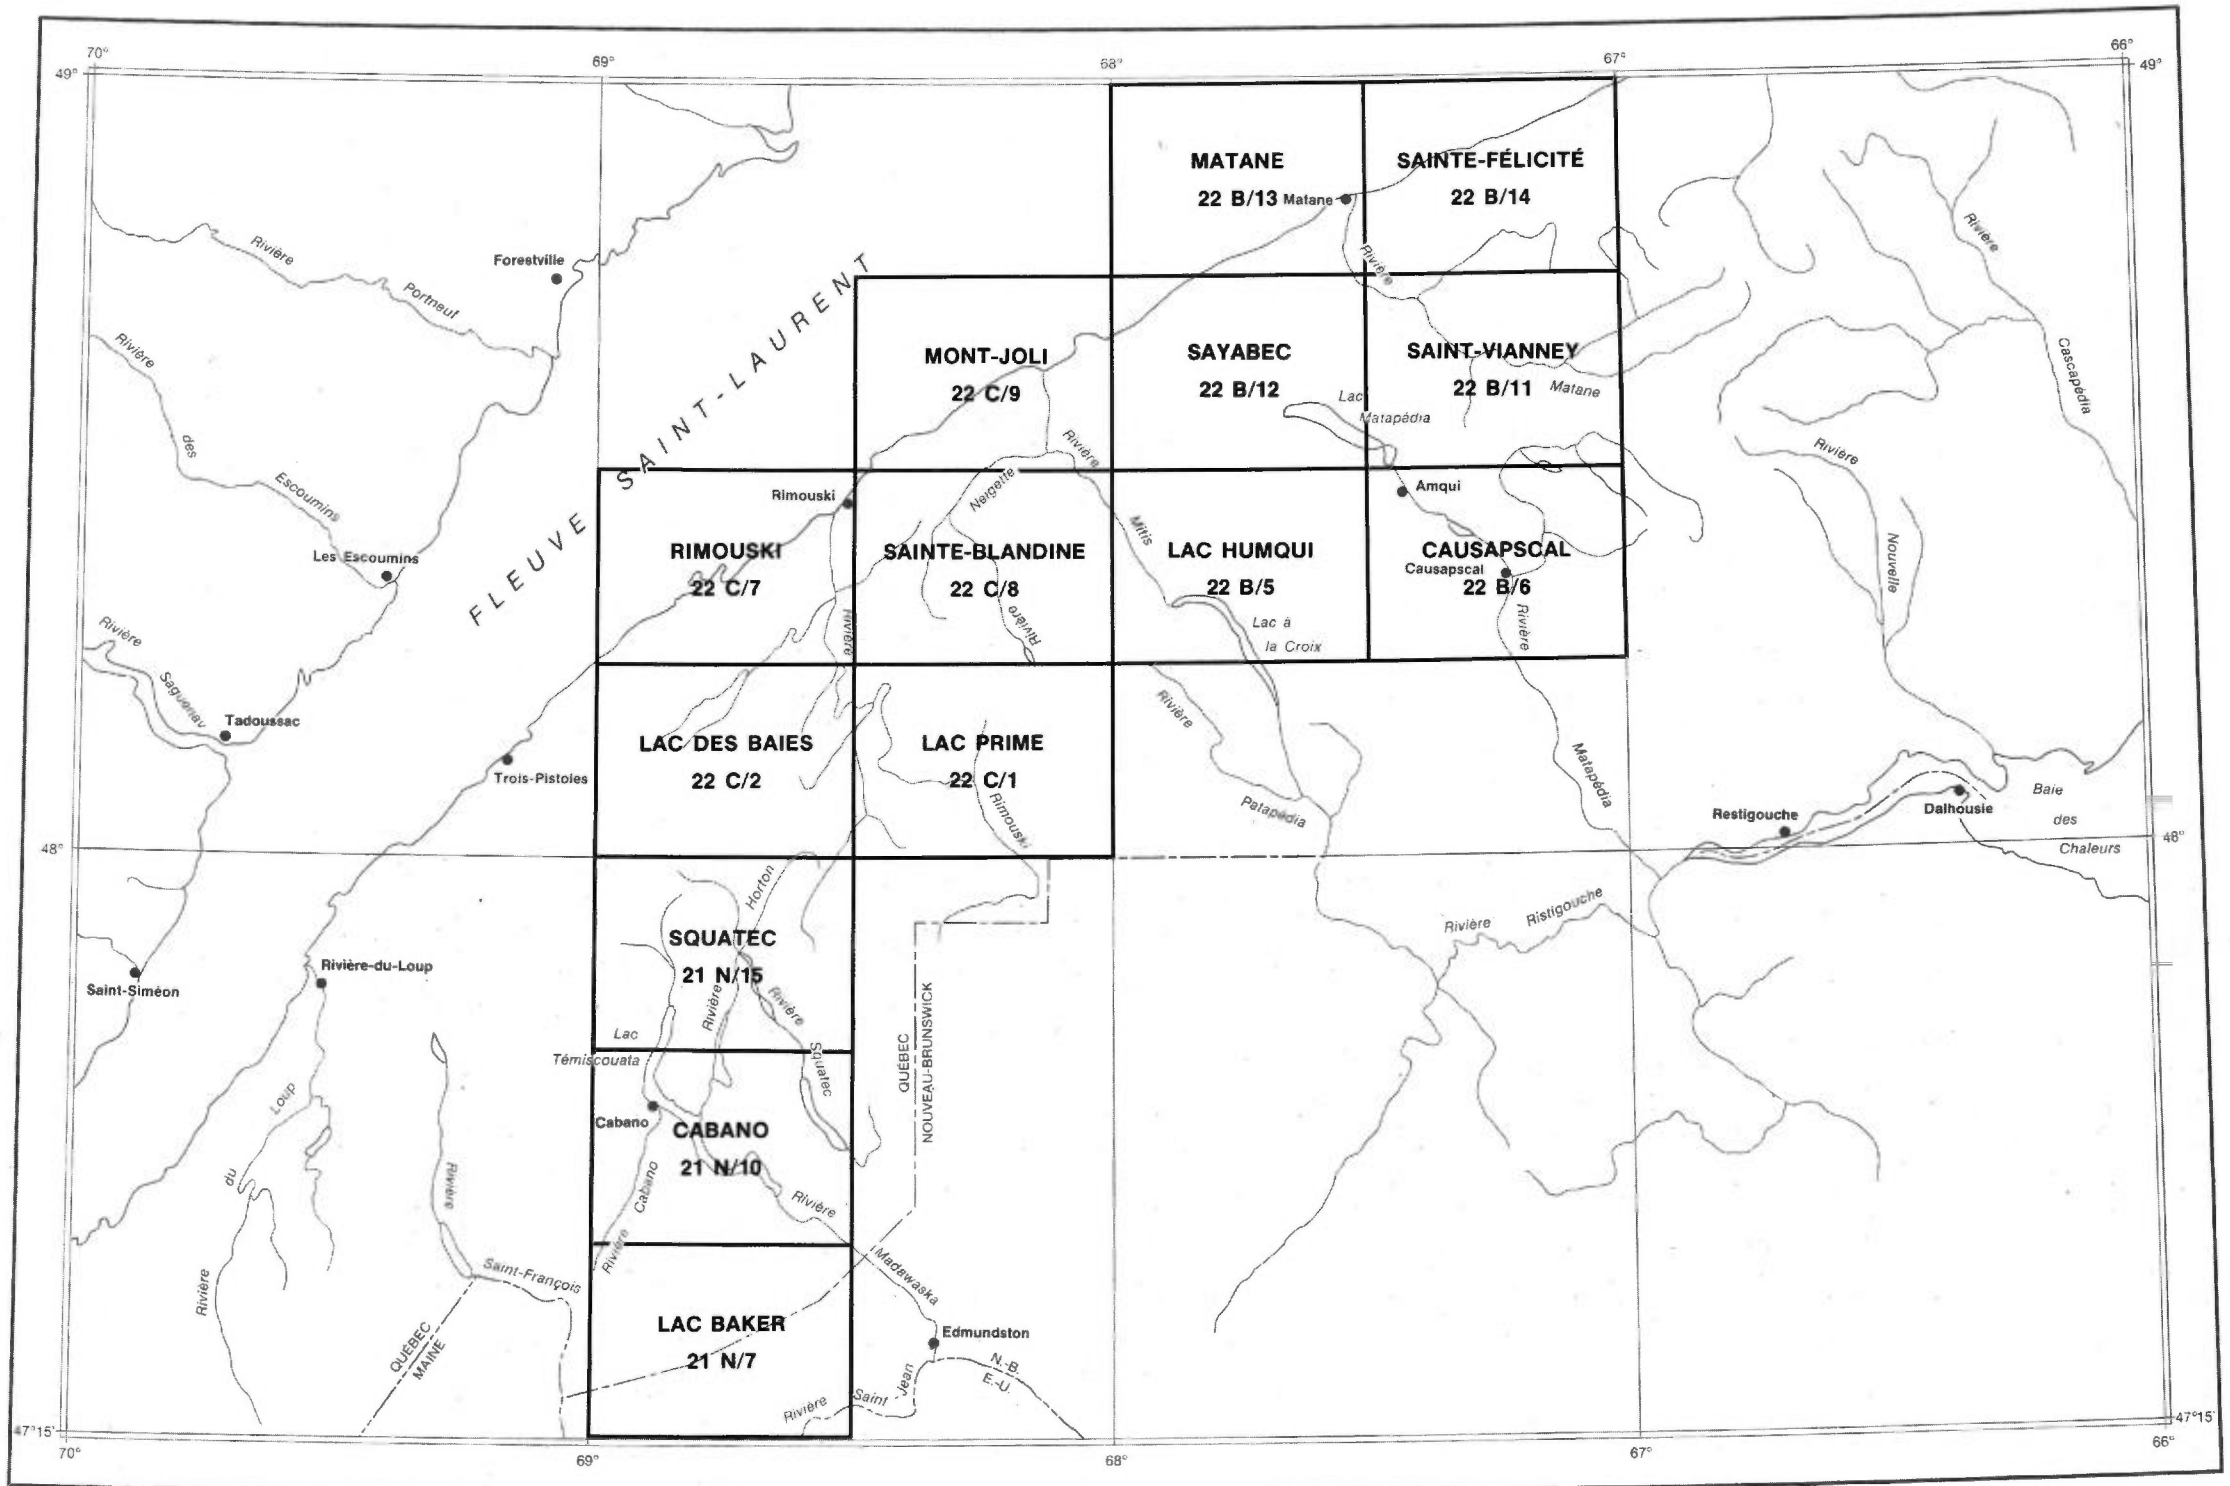 70°
69°
68°
67°
66°
49°
49°
MATANE
22 B/13
Matane
SAINTE-FÉLICITÉ
22 B/14
Rivière
Rivière
Portneuf
Forestville
Rivière
des
Escoumins
Les Escoumins
FLEUVE SAINT-LAURENT
Rivière
MONT-JOLI
22 C/9
SAYABEC
22 B/12
Lac
Matapédia
SAINT-VIANNEY
22 B/11
Matane
Cascapédia
Rivière
Nouvelle
Rimouski
RIMOUSKI
22 C/7
Rivière
Neigette
Rivière
Mitis
SAINTE-BLANDINE
22 C/8
Rivière
LAC HUMQUI
22 B/5
Lac à
la Croix
Amqui
CAUSAPSCAL
Causapscal
22 B/6
Rivière
Matapédia
Rivière
Saguenay
Tadoussac
Trois-Pistoles
LAC DES BAIES
22 C/2
LAC PRIME
22 C/1
Rimouski
Rivière
Patapédia
Restigouche
Dalhousie
Baie
des
Chaleurs
48°
48°
Saint-Siméon
Rivière-du-Loup
Horton
SQUATEC
21 N/15
Rivière
Rivière
Squatec
Lac
Témiscouata
QUÉBEC
NOUVEAU-BRUNSWICK
Rivière
Ristigouche
Loup
du
Rivière
Rivière
Saint-François
Cabano
CABANO
21 N/10
Cabano
Rivière
Rivière
Madawaska
QUÉBEC
MAINE
LAC BAKER
21 N/7
Edmundston
N.-B.
É.-U.
Rivière
Saint-Jean
47°15'
47°15'
70°
69°
68°
67°
66°